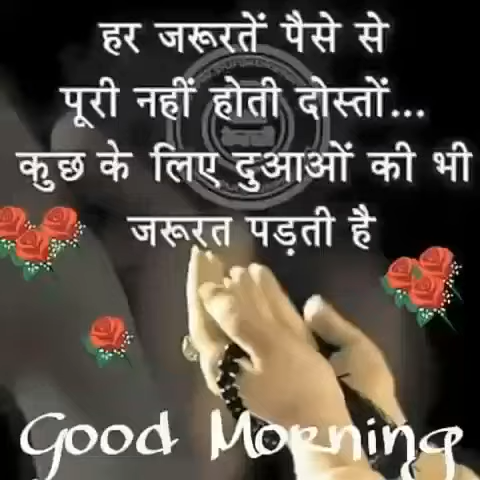 हर जरूरतें पैसे से
पूरी नहीं होती दोस्तों...
कुछ के लिए दुआओं की भी
जरूरत पड़ती है
Good Morning